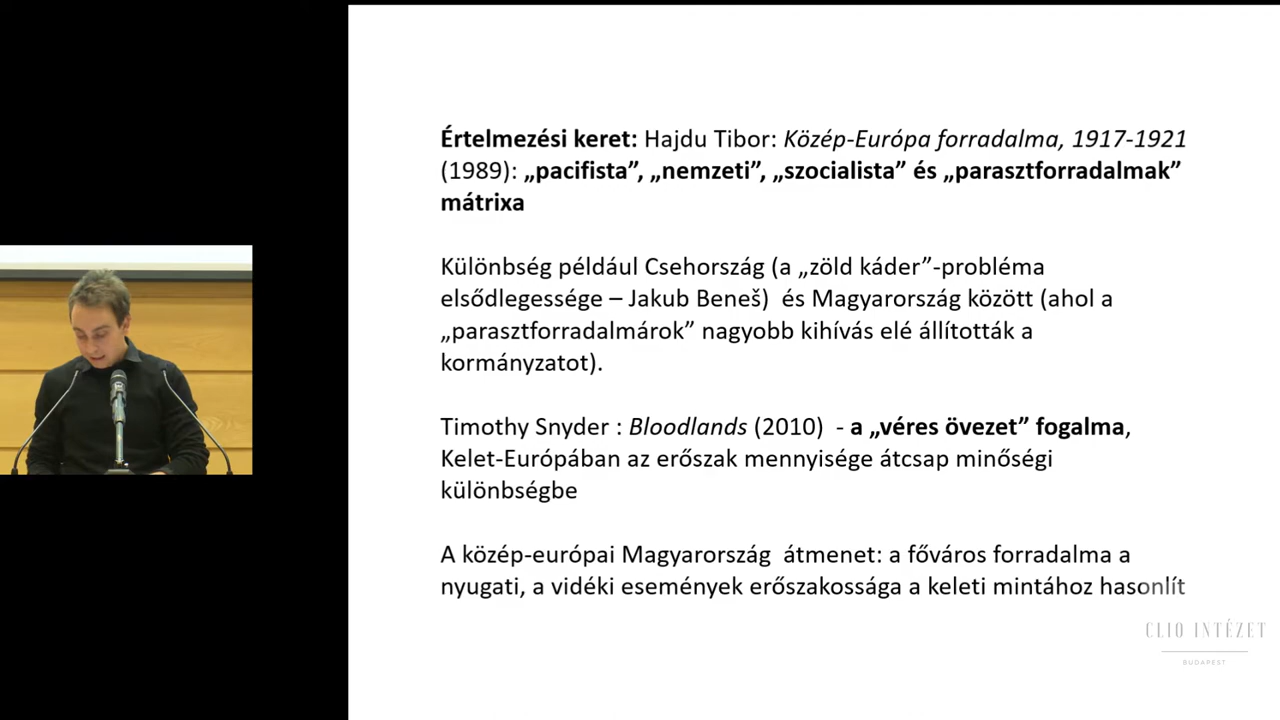 Értelmezési keret: Hajdu Tibor: Közép-Európa forradalma, 1917-1921
(1989): „pacifista”, „nemzeti”, „szocialista” és „parasztforradalmak”
mátrixa
Különbség például Csehország (a „zöld káder”-probléma
elsődlegessége – Jakub Beneš)  és Magyarország között (ahol a
„parasztforradalmárok” nagyobb kihívás elé állították a
kormányzatot).
Timothy Snyder : Bloodlands (2010)  - a „véres övezet” fogalma,
Kelet-Európában az erőszak mennyisége átcsap minőségi
különbségbe
A közép-európai Magyarország  átmenet: a főváros forradalma a
nyugati, a vidéki események erőszakossága a keleti mintához hasonlít
CLIO INTÉZET
BUDAPEST